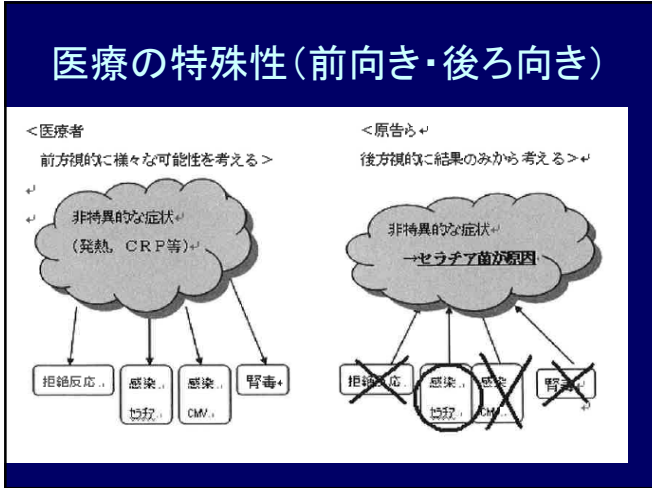 医療の特殊性(前向き・後ろ向き)
<医療者
前方視的に様々な可能性を考える>
非特異的な症状
(発熱, CRP等)
拒絶反応
感染
セラチア
感染
CMV
腎毒
<原告ら
後方視的に結果のみから考える>
非特異的な症状
→セラチア菌が原因
拒絶反応
感染
セラチア
感染
CMV
腎毒